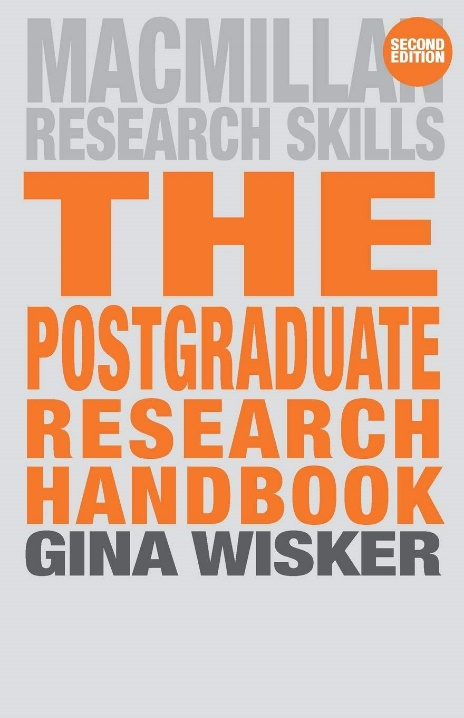 MACMILLAN
SECOND
EDITION
RESEARCH SKILLS
THE
POSTGRADUATE
RESEARCH
HANDBOOK
GINA WISKER